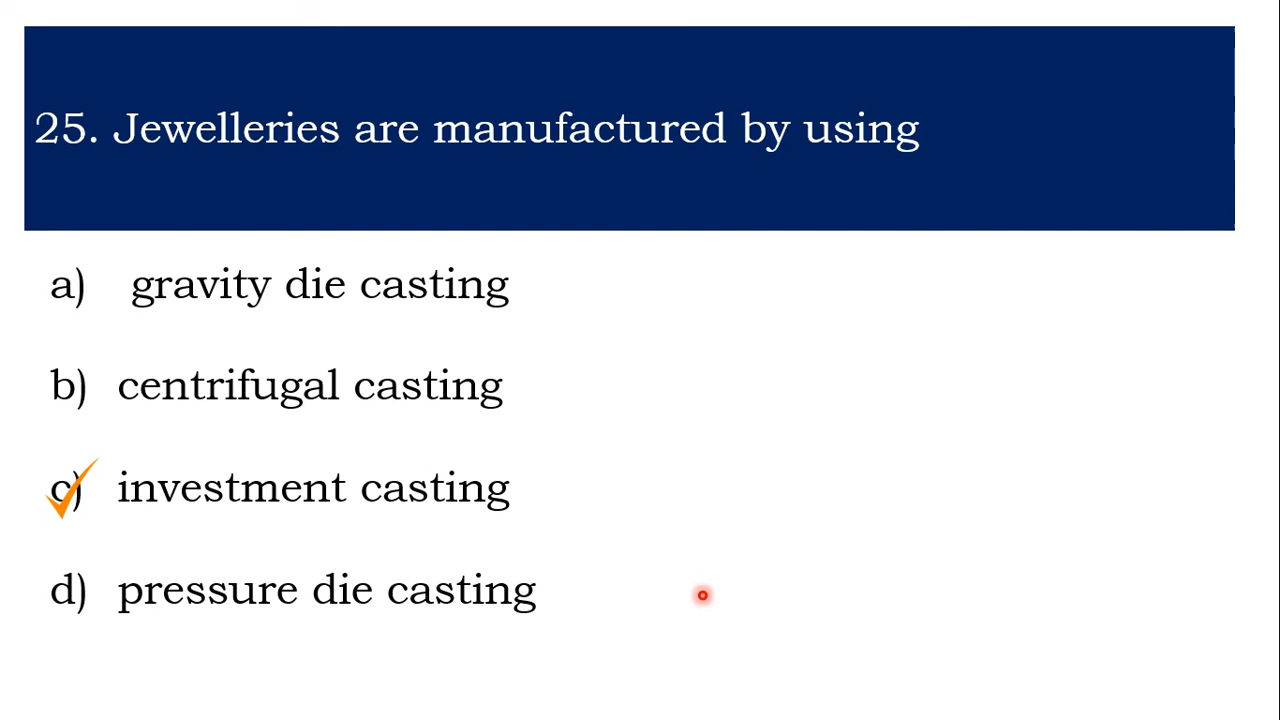 25. Jewelleries are manufactured by using
a) gravity die casting
b) centrifugal casting
c) investment casting
d) pressure die casting